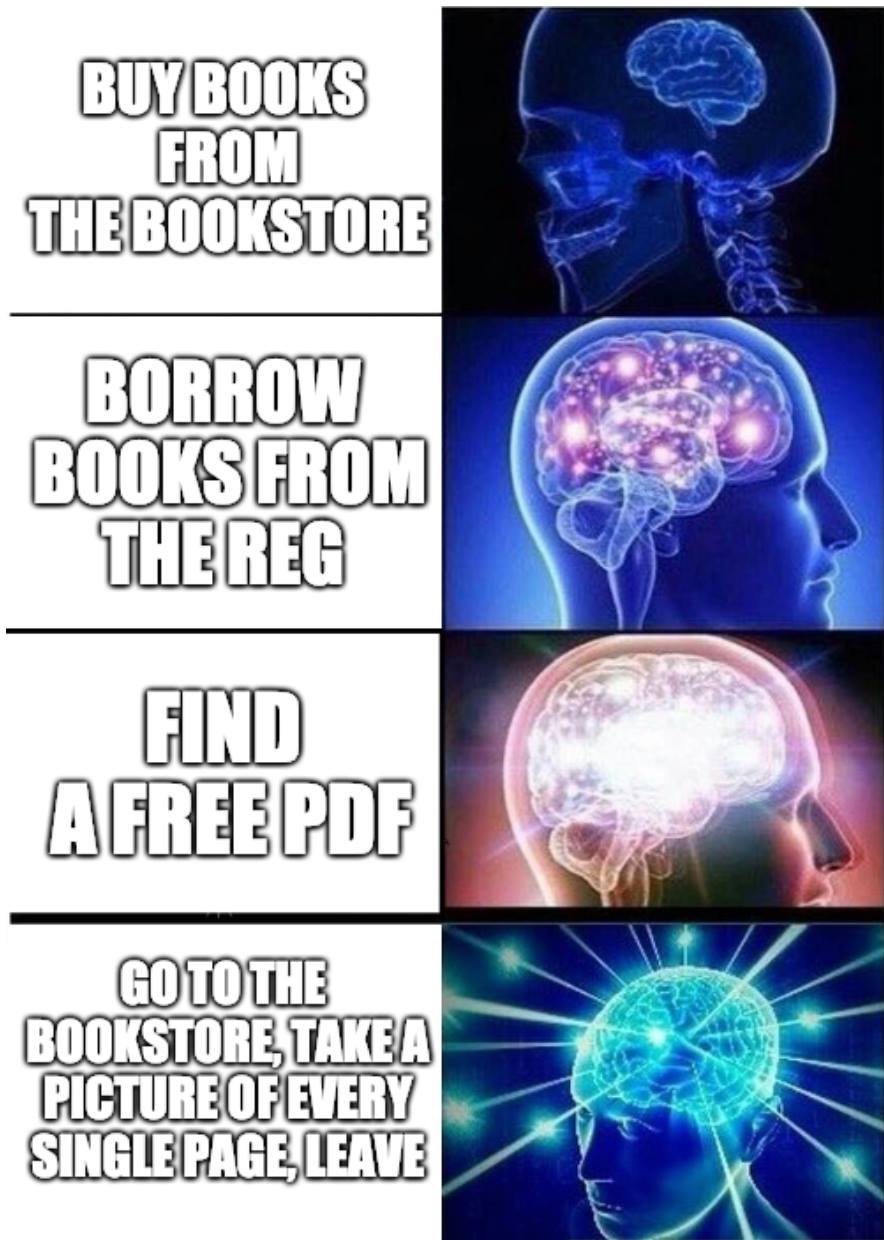 BUY BOOKS
FROM
THE BOOKSTORE
BORROW
BOOKS FROM
THE REG
FIND
A FREE PDF
GO TO THE
BOOKSTORE, TAKE A
PICTURE OF EVERY
SINGLE PAGE, LEAVE